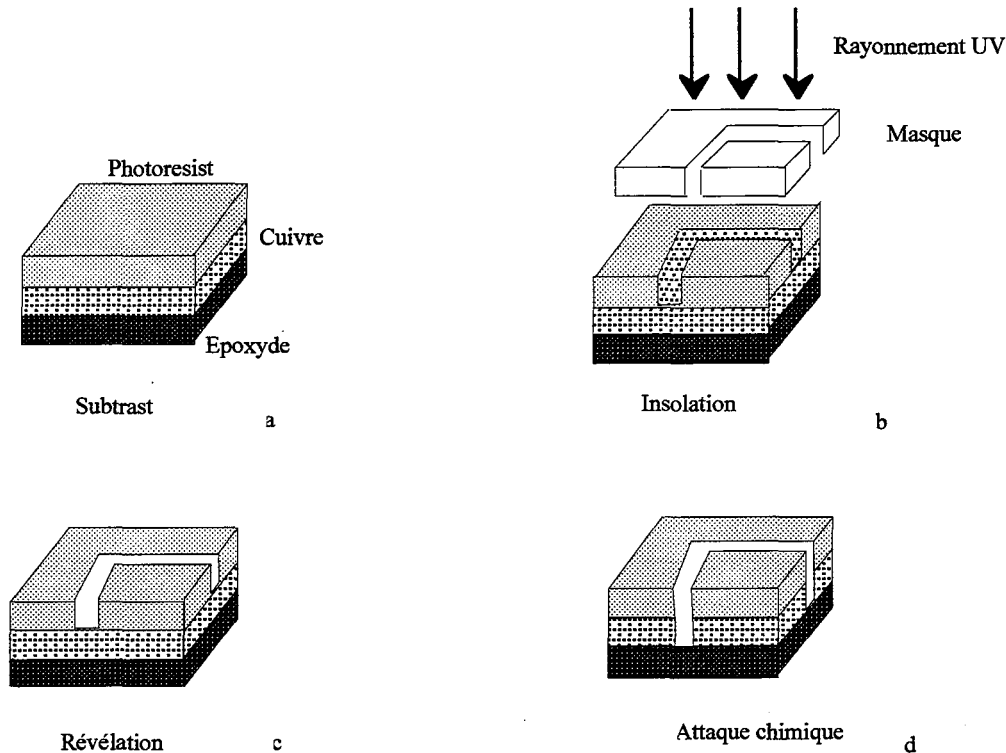 Photoresist
Cuivre
Epoxyde
Subtrast
a
Rayonnement UV
Masque
Insolation
b
Révélation
c
Attaque chimique
d